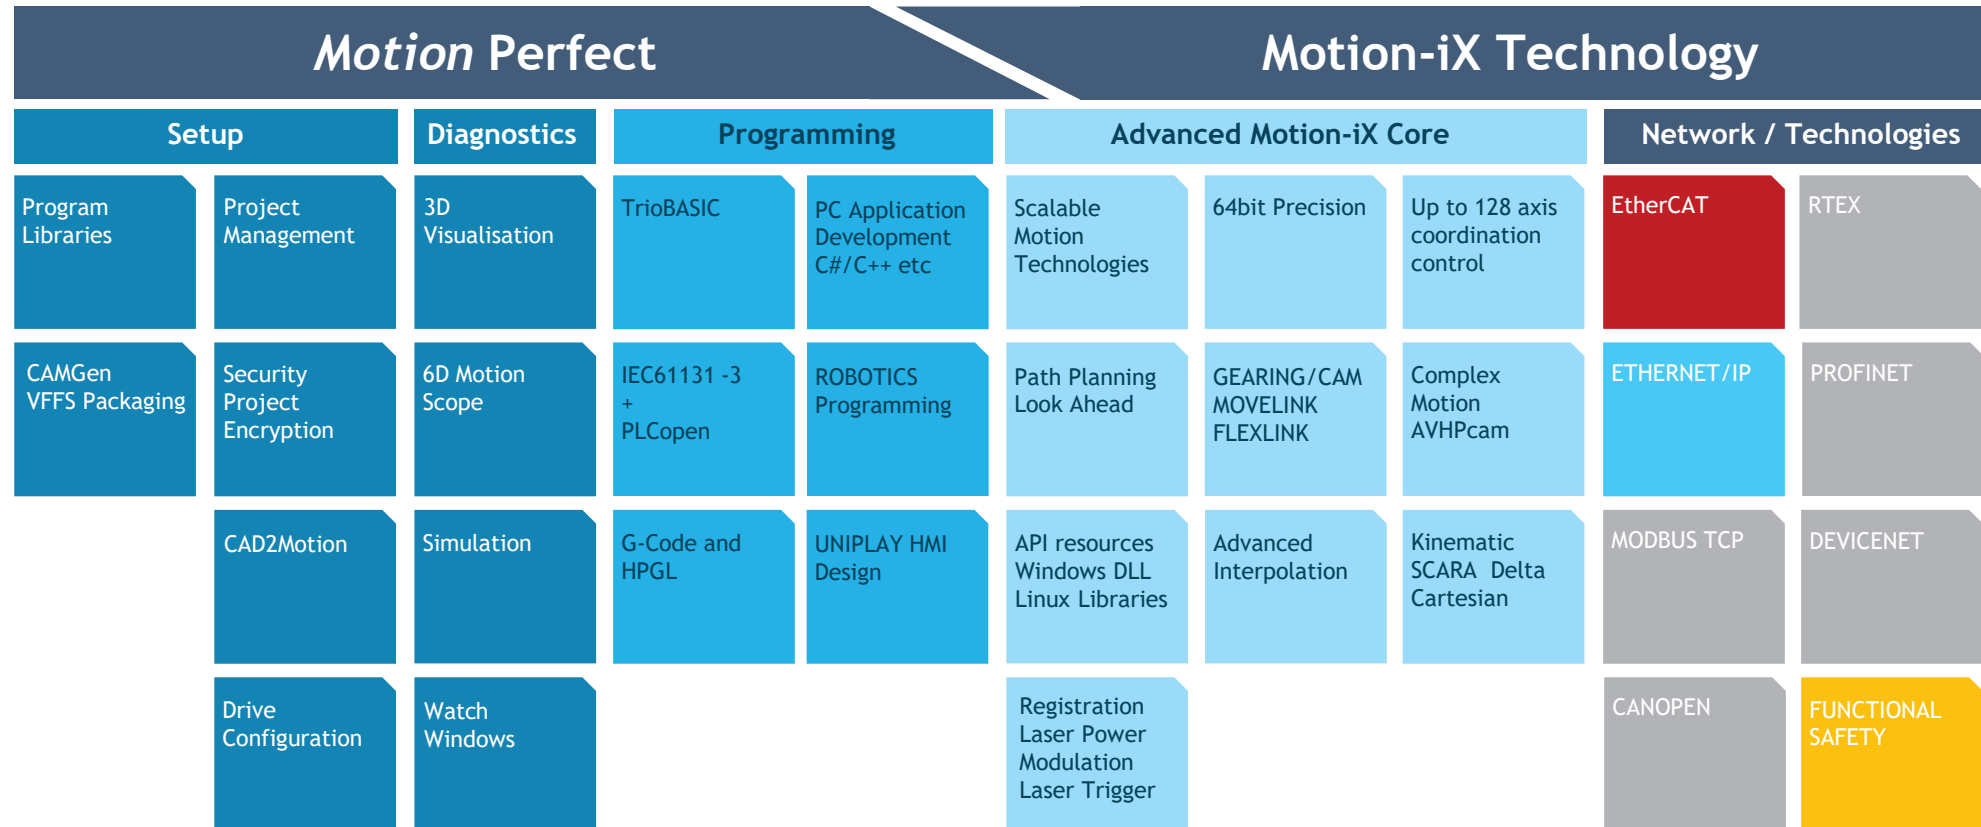 Motion Perfect
Motion-iX Technology
Setup
Diagnostics
Programming
Advanced Motion-iX Core
Network / Technologies
Program
Libraries
Project
Management
3D
Visualisation
TrioBASIC
PC Application
Development
C#/C++ etc
Scalable
Motion
Technologies
64bit Precision
Up to 128 axis
coordination
control
EtherCAT
RTEX
CAMGen
VFFS Packaging
Security
Project
Encryption
6D Motion
Scope
IEC61131 -3
+
PLCopen
ROBOTICS
Programming
Path Planning
Look Ahead
GEARING/CAM
MOVELINK
FLEXLINK
Complex
Motion
AVHPcam
ETHERNET/IP
PROFINET
CAD2Motion
Simulation
G-Code and
HPGL
UNIPLAY HMI
Design
API resources
Windows DLL
Linux Libraries
Advanced
Interpolation
Kinematic
SCARA  Delta
Cartesian
MODBUS TCP
DEVICENET
Drive
Configuration
Watch
Windows
Registration
Laser Power
Modulation
Laser Trigger
CANOPEN
FUNCTIONAL
SAFETY